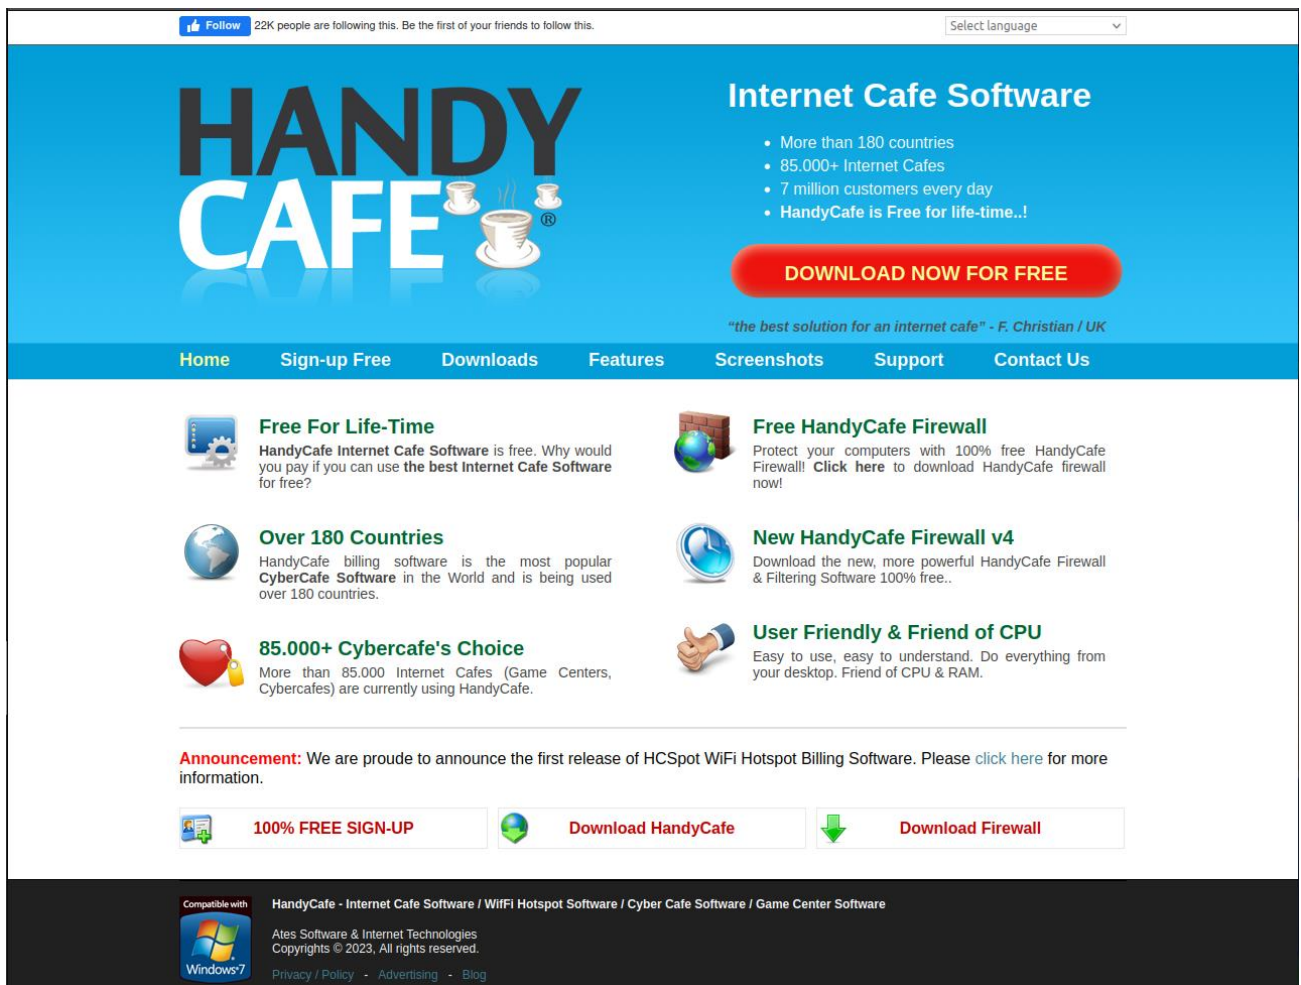 Follow 22K people are following this. Be the first of your friends to follow this.
Select language
HANDY
CAFE®
Internet Cafe Software
• More than 180 countries
• 85.000+ Internet Cafes
• 7 million customers every day
• HandyCafe is Free for life-time..!
DOWNLOAD NOW FOR FREE
“the best solution for an internet cafe” - F. Christian / UK
Home Sign-up Free Downloads Features Screenshots Support Contact Us
Free For Life-Time
HandyCafe Internet Cafe Software is free. Why would
you pay if you can use the best Internet Cafe Software
for free?
Over 180 Countries
HandyCafe billing software is the most popular
CyberCafe Software in the World and is being used
over 180 countries.
85.000+ Cybercafe's Choice
More than 85.000 Internet Cafes (Game Centers,
Cybercafes) are currently using HandyCafe.
Free HandyCafe Firewall
Protect your computers with 100% free HandyCafe
Firewall! Click here to download HandyCafe firewall
now!
New HandyCafe Firewall v4
Download the new, more powerful HandyCafe Firewall
& Filtering Software 100% free..
User Friendly & Friend of CPU
Easy to use, easy to understand. Do everything from
your desktop. Friend of CPU & RAM.
Announcement: We are proude to announce the first release of HCSpot WiFi Hotspot Billing Software. Please click here for more
information.
100% FREE SIGN-UP
Download HandyCafe
Download Firewall
Compatible with
Windows 7
HandyCafe - Internet Cafe Software / WifFi Hotspot Software / Cyber Cafe Software / Game Center Software
Ates Software & Internet Technologies
Copyrights © 2023, All rights reserved.
Privacy / Policy - Advertising - Blog